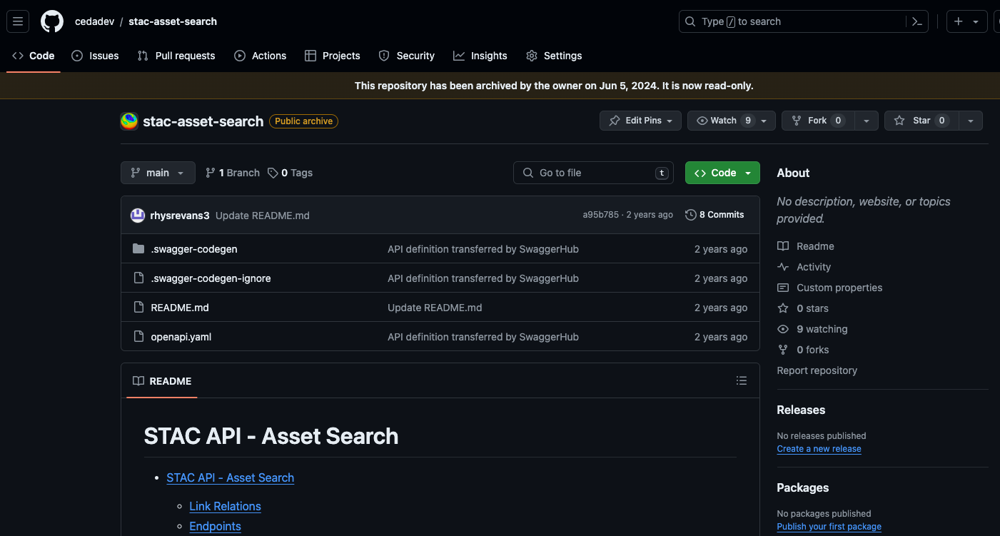 cedadev / stac-asset-search Type / to search
Code Issues Pull requests Actions Projects Security Insights Settings
This repository has been archived by the owner on Jun 5, 2024. It is now read-only.
stac-asset-search Public archive Edit Pins Watch 9 Fork 0 Star 0
main 1 Branch 0 Tags Go to file t Code
rhysrevans3 Update README.md a95b785 · 2 years ago 8 Commits
.swagger-codegen API definition transferred by SwaggerHub 2 years ago
.swagger-codegen-ignore API definition transferred by SwaggerHub 2 years ago
README.md Update README.md 2 years ago
openapi.yaml API definition transferred by SwaggerHub 2 years ago
README
STAC API - Asset Search
STAC API - Asset Search
Link Relations
Endpoints
About
No description, website, or topics
provided.
Readme
Activity
Custom properties
0 stars
9 watching
0 forks
Report repository
Releases
No releases published
Create a new release
Packages
No packages published
Publish your first package